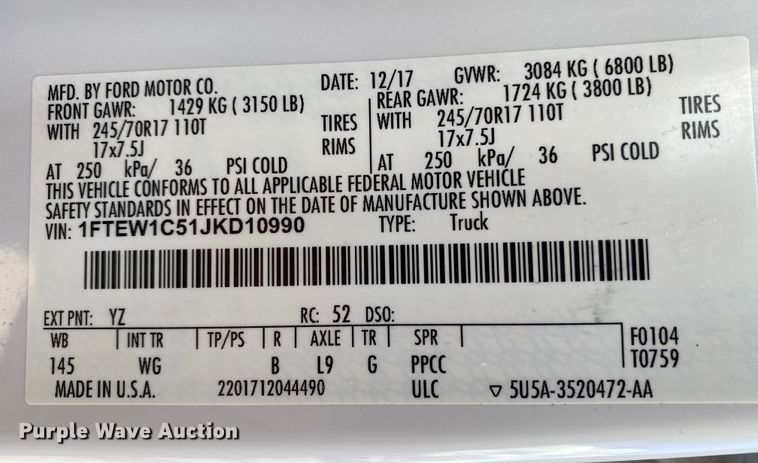 MFD. BY FORD MOTOR CO. DATE: 12/17 GVWR: 3084 KG ( 6800 LB)
FRONT GAWR: 1429 KG ( 3150 LB) REAR GAWR: 1724 KG ( 3800 LB)
WITH 245/70R17 110T TIRES WITH 245/70R17 110T TIRES
17x7.5J RIMS 17x7.5J RIMS
AT 250 kPa/ 36 PSI COLD AT 250 kPa/ 36 PSI COLD
THIS VEHICLE CONFORMS TO ALL APPLICABLE FEDERAL MOTOR VEHICLE
SAFETY STANDARDS IN EFFECT ON THE DATE OF MANUFACTURE SHOWN ABOVE.
VIN: 1FTEW1C51JKD10990 TYPE: Truck
EXT PNT: YZ RC: 52 DSO:
WB INT TR TP/PS R AXLE TR SPR F0104
145 WG B L9 G PPCC T0759
MADE IN U.S.A. 2201712044490 ULC ▽ 5U5A-3520472-AA
Purple Wave Auction